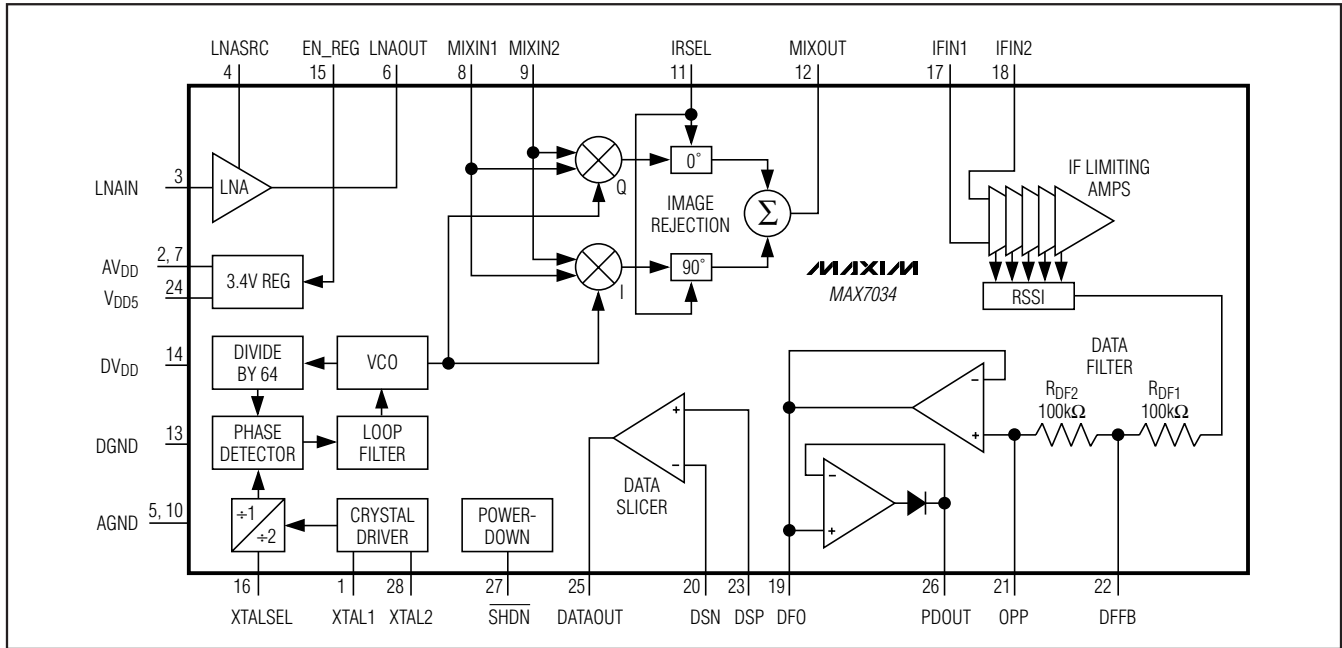 LNASRC EN_REG LNAOUT MIXIN1 MIXIN2 IRSEL MIXOUT IFIN1 IFIN2
4 15 6 8 9 11 12 17 18
LNAIN 3
LNA
Q
0˚
IMAGE
REJECTION
Σ
IF LIMITING
AMPS
AVDD 2, 7
VDD5 24
3.4V REG
I
90˚
MAXIM
MAX7034
RSSI
DVDD 14
DIVIDE
BY 64
VCO
DATA
FILTER
RDF2
100kΩ
RDF1
100kΩ
DGND 13
PHASE
DETECTOR
LOOP
FILTER
+
–
DATA
SLICER
–
+
–
+
AGND 5, 10
÷1
÷2
CRYSTAL
DRIVER
POWER-
DOWN
16 1 28 27 25 20 23 19 26 21 22
XTALSEL XTAL1 XTAL2 SHDN DATAOUT DSN DSP DFO PDOUT OPP DFFB